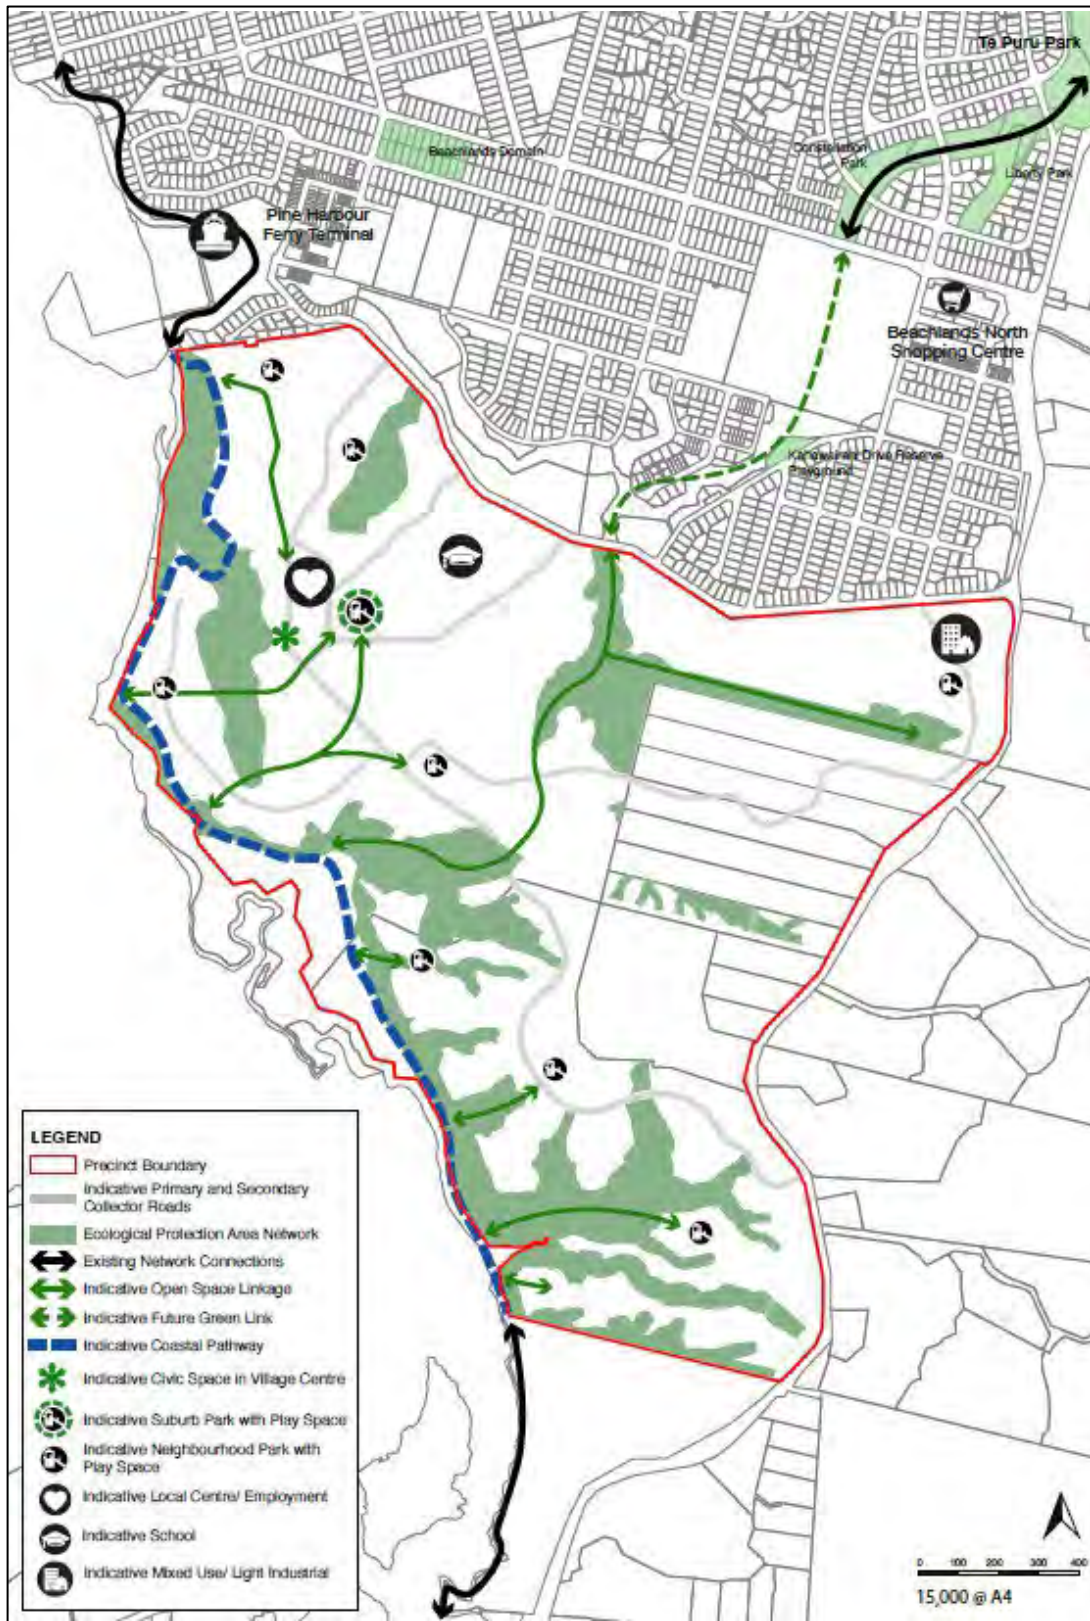 Te Puru Park
Beachlands Domain
Constellation
Park
Liberty Park
Pine Harbour
Ferry Terminal
Beachlands North
Shopping Centre
Drive Reserve
Playground
LEGEND
Precinct Boundary
Indicative Primary and Secondary
Collector Roads
Ecological Protection Area Network
Existing Network Connections
Indicative Open Space Linkage
Indicative Future Green Link
Indicative Coastal Pathway
Indicative Civic Space in Village Centre
Indicative Suburb Park with Play Space
Indicative Neighbourhood Park with
Play Space
Indicative Local Centre/ Employment
Indicative School
Indicative Mixed Use/ Light Industrial
0 100 200 300 400
15,000 @ A4